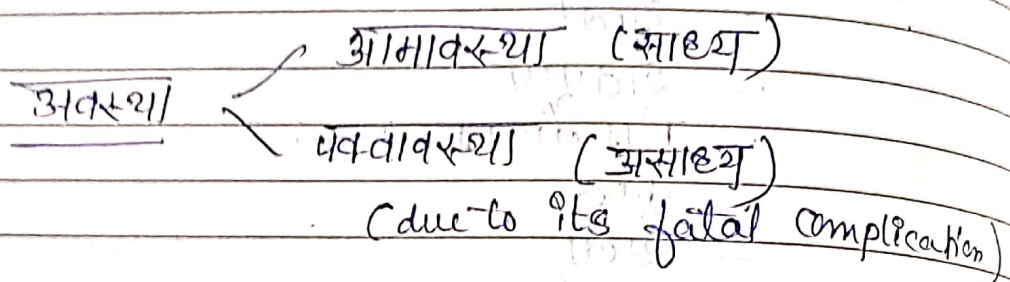 आमावस्था (साध्य)
अवस्था
पक्वावस्था (असाध्य)
(due to its fatal complication)